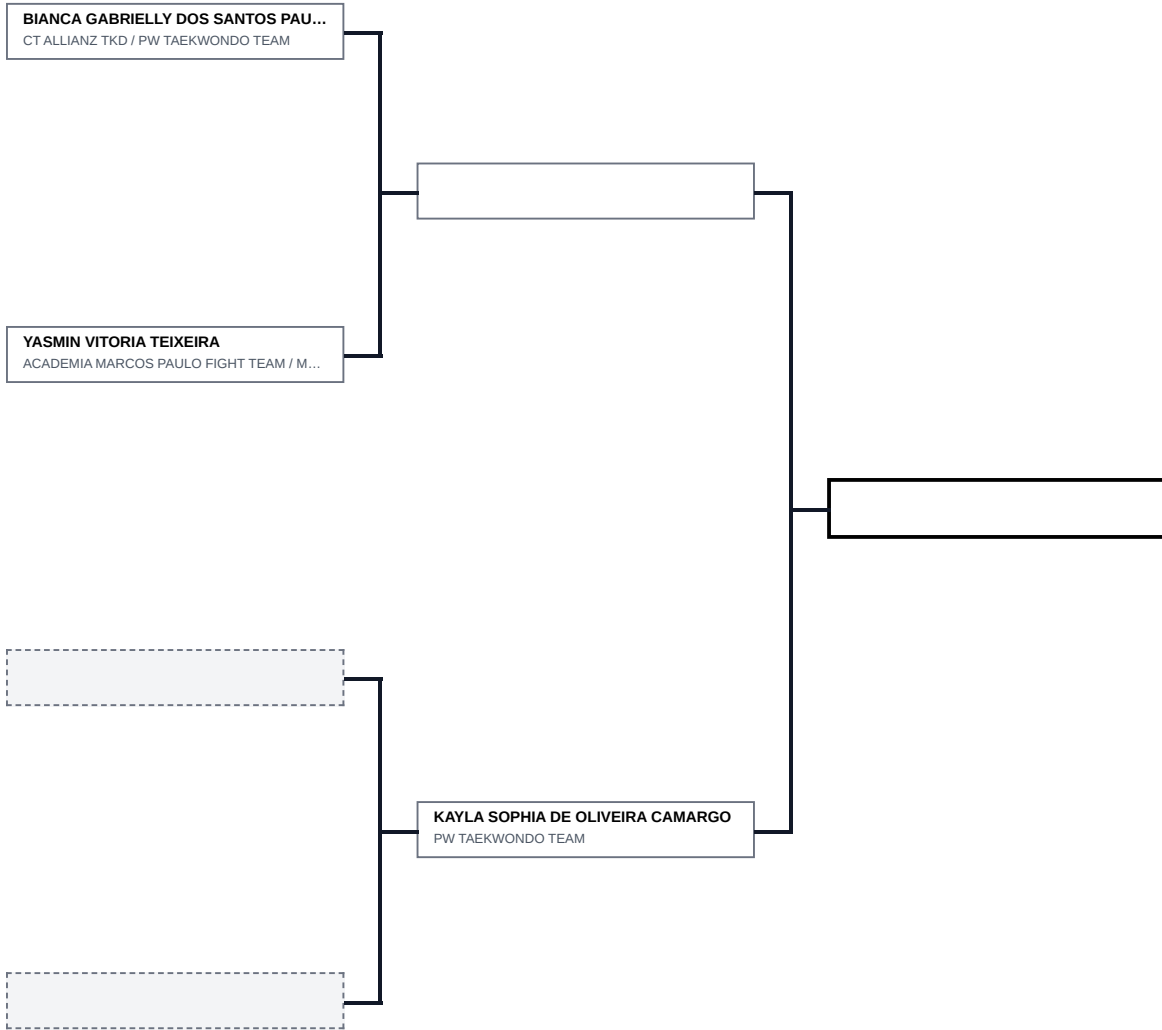 BIANCA GABRIELLY DOS SANTOS PAU...
CT ALLIANZ TKD / PW TAEKWONDO TEAM
YASMIN VITORIA TEIXEIRA
ACADEMIA MARCOS PAULO FIGHT TEAM / M...
KAYLA SOPHIA DE OLIVEIRA CAMARGO
PW TAEKWONDO TEAM